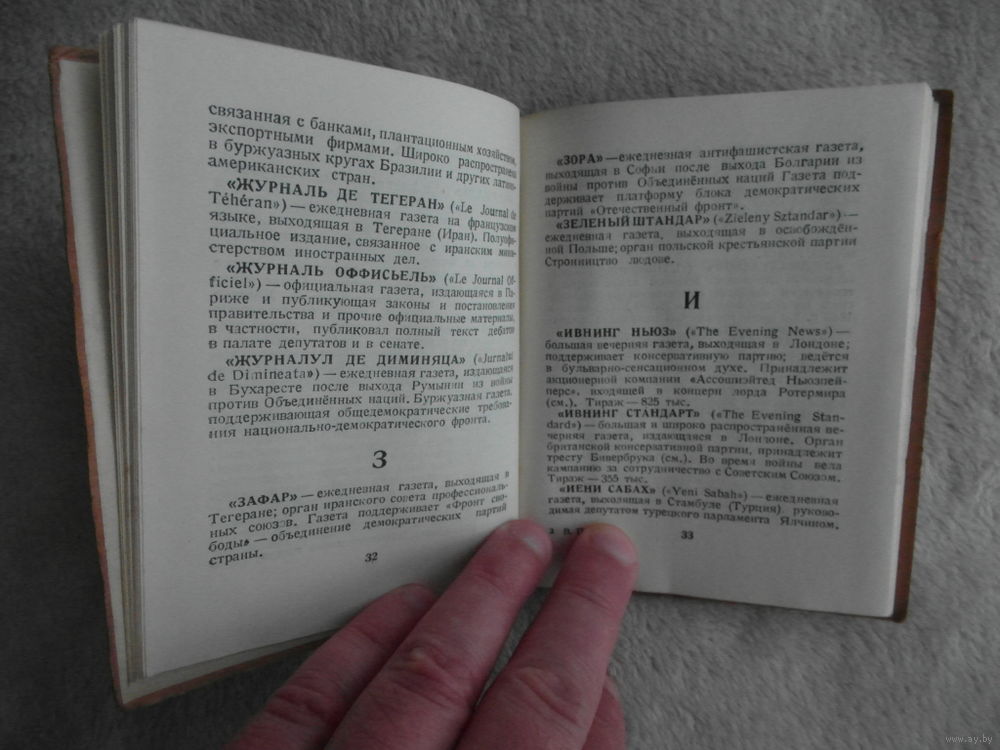 связанная с банками, плантационным хозяйством,
экспортными фирмами. Широко распространена
в буржуазных кругах Бразилии и других латино-
американских стран.
«ЖУРНАЛЬ ДЕ ТЕГЕРАН» («Le Journal de
Téhéran») — ежедневная газета на французском
языке, выходящая в Тегеране (Иран). Полуофи-
циальное издание, связанное с иранским мини-
стерством иностранных дел.
«ЖУРНАЛЬ ОФФИСЬЕЛЬ» («Le Journal Of-
ficiel») — официальная газета, издающаяся в Па-
риже и публикующая законы и постановления
правительства и прочие официальные материалы,
в частности, публиковал полный текст дебатов
в палате депутатов и в сенате.
«ЖУРНАЛУЛ ДЕ ДИМИНЯЦА» («Jurnalul
de Dimineata») — ежедневная газета, издающаяся
в Бухаресте после выхода Румынии из войны
против Объединённых наций. Буржуазная газета,
поддерживающая общедемократические требова-
ния национально-демократического фронта.
З
«ЗАФАР» — ежедневная газета, выходящая в
Тегеране; орган иранского совета профессиональ-
ных союзов. Газета поддерживает «Фронт сво-
боды» — объединение демократических партий
страны.
32
«ЗОРА» — ежедневная антифашистская газета,
выходящая в Софии после выхода Болгарии из
войны против Объединённых наций Газета под-
держивает платформу блока демократических
партий «Отечественный фронт».
«ЗЕЛЕНЫЙ ШТАНДАР» («Zieleny Sztandar») —
ежедневная газета, выходящая в освобождён-
ной Польше; орган польской крестьянской партии
Стронництво людове.
И
«ИВНИНГ НЬЮЗ» («The Evening News») —
большая вечерняя газета, выходящая в Лондоне;
поддерживает консервативную партию; ведётся
в бульварно-сенсационном духе. Принадлежит
акционерной компании «Ассошиэйтед Ньюзпей-
перс», входящей в концерн лорда Ротермира
(см.). Тираж — 825 тыс.
«ИВНИНГ СТАНДАРТ» («The Evening Stan-
dard») — большая и широко распространённая ве-
черняя газета, издающаяся в Лондоне. Орган
британской консервативной партии, принадлежит
тресту Бивербрука (см.). Во время войны вела
кампанию за сотрудничество с Советским Союзом.
Тираж — 355 тыс.
«ИЕНИ САБАХ» («Yeni Sabah») — ежедневная
газета, выходящая в Стамбуле (Турция) руково-
димая депутатом турецкого парламента Ялчином.
33
www.ay.by